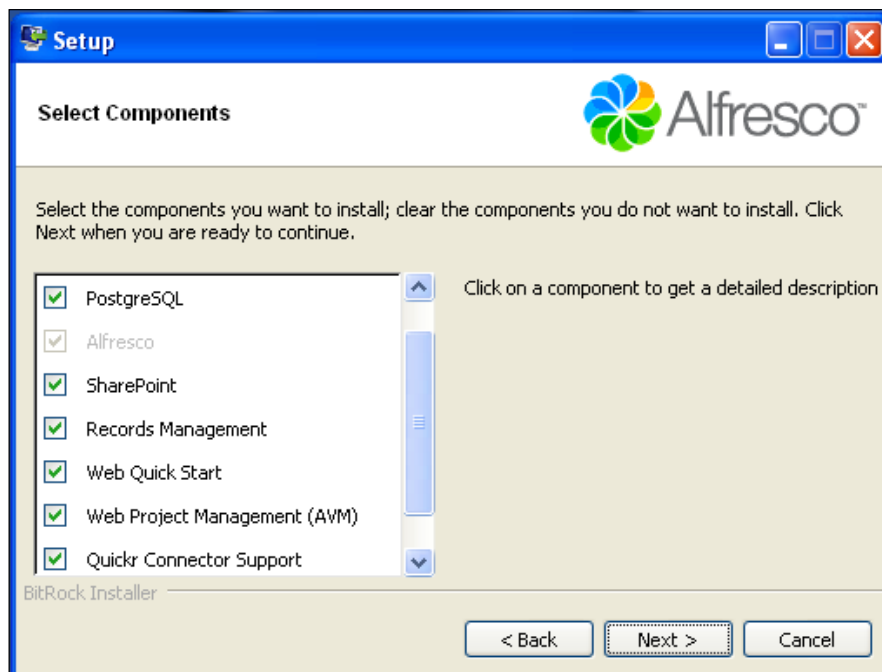 Setup
Select Components
Alfresco™
Select the components you want to install; clear the components you do not want to install. Click
Next when you are ready to continue.
PostgreSQL
Click on a component to get a detailed description
Alfresco
SharePoint
Records Management
Web Quick Start
Web Project Management (AVM)
Quickr Connector Support
BitRock Installer
< Back
Next >
Cancel